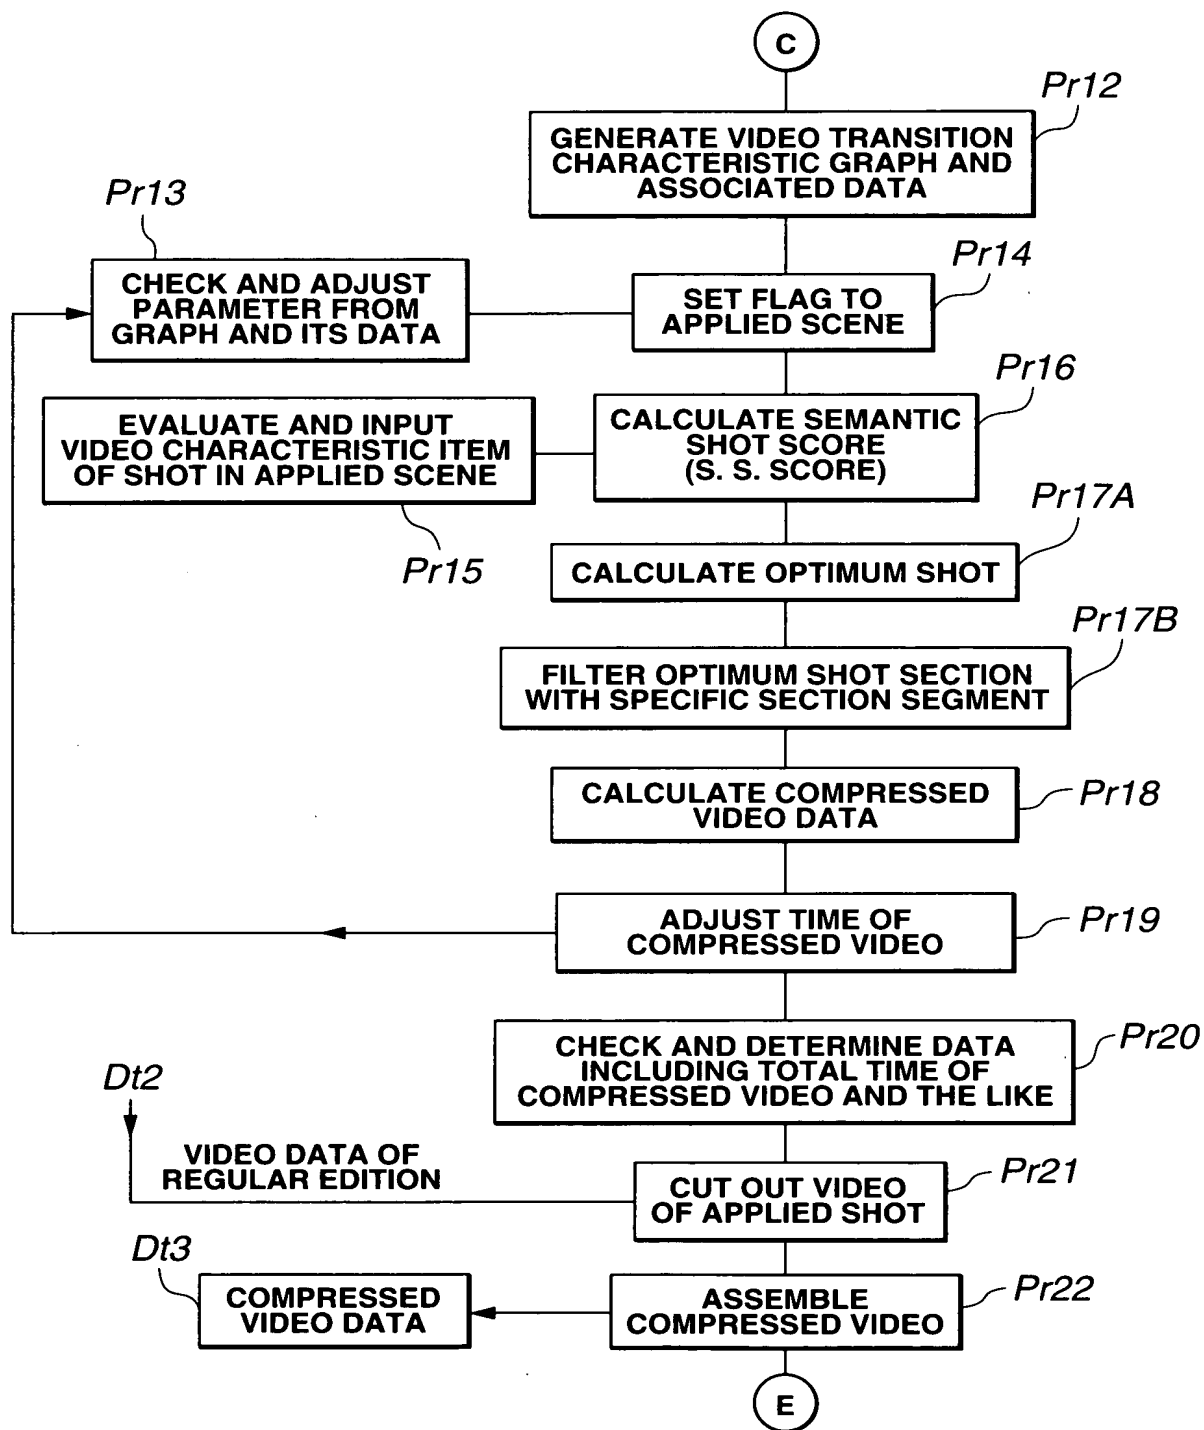 C
Pr12
GENERATE VIDEO TRANSITION
CHARACTERISTIC GRAPH AND
ASSOCIATED DATA
Pr13
CHECK AND ADJUST
PARAMETER FROM
GRAPH AND ITS DATA
Pr14
SET FLAG TO
APPLIED SCENE
Pr16
EVALUATE AND INPUT
VIDEO CHARACTERISTIC ITEM
OF SHOT IN APPLIED SCENE
Pr15
CALCULATE SEMANTIC
SHOT SCORE
(S. S. SCORE)
Pr17A
CALCULATE OPTIMUM SHOT
Pr17B
FILTER OPTIMUM SHOT SECTION
WITH SPECIFIC SECTION SEGMENT
CALCULATE COMPRESSED
VIDEO DATA
Pr18
ADJUST TIME OF
COMPRESSED VIDEO
Pr19
CHECK AND DETERMINE DATA
INCLUDING TOTAL TIME OF
COMPRESSED VIDEO AND THE LIKE
Pr20
Dt2
VIDEO DATA OF
REGULAR EDITION
CUT OUT VIDEO
OF APPLIED SHOT
Pr21
Dt3
COMPRESSED
VIDEO DATA
ASSEMBLE
COMPRESSED VIDEO
Pr22
E